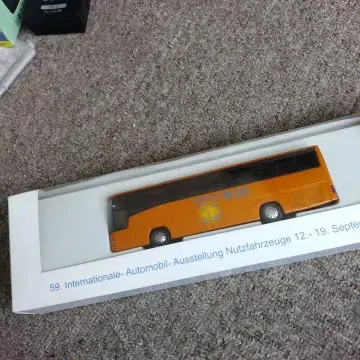 59. Internationale- Automobil- Ausstellung Nutzfahrzeuge 12.- 19. Septe